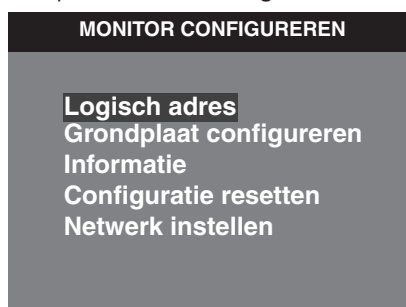 MONITOR CONFIGUREREN
Logisch adres
Grondplaat configureren
Informatie
Configuratie resetten
Netwerk instellen